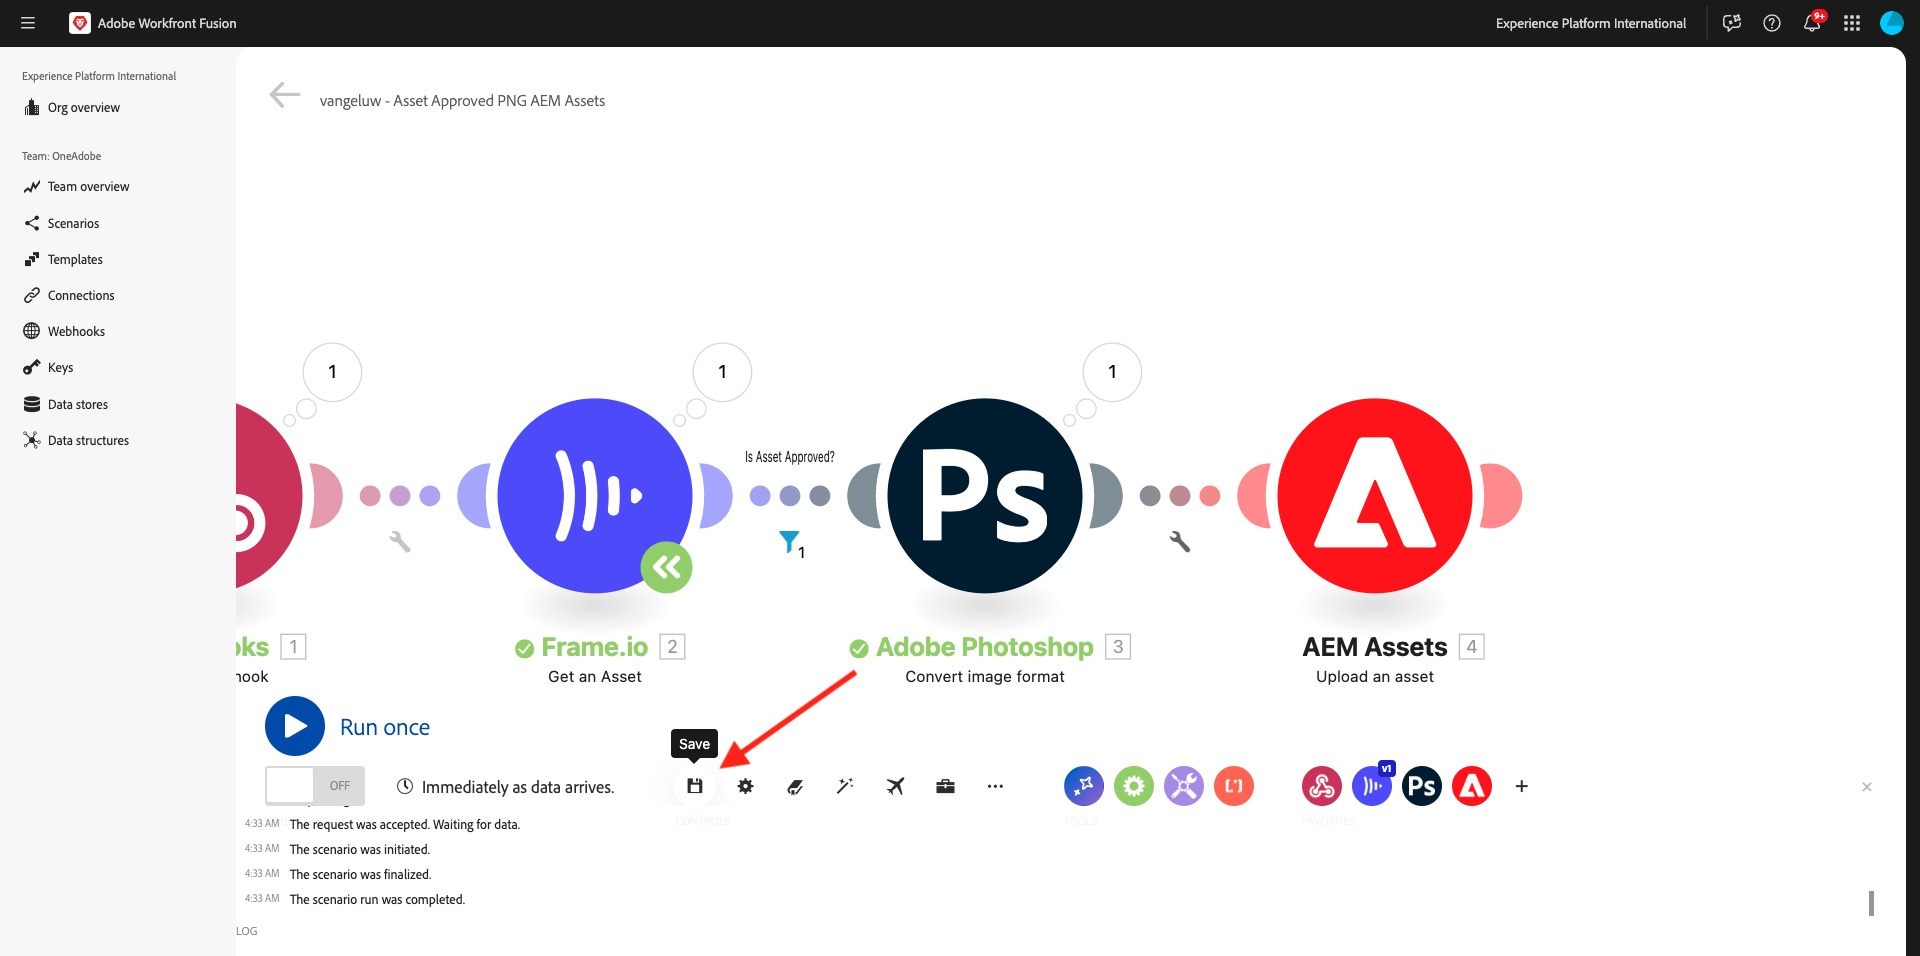 Adobe Workfront Fusion
Experience Platform International
9+
Experience Platform International
Org overview
Team: OneAdobe
Team overview
Scenarios
Templates
Connections
Webhooks
Keys
Data stores
Data structures
vangeluw - Asset Approved PNG AEM Assets
1
1
1
Is Asset Approved?
1
Ps
oks 1
hook
Frame.io 2
Get an Asset
Adobe Photoshop 3
Convert image format
AEM Assets 4
Upload an asset
Run once
Save
OFF
Immediately as data arrives.
v1
Ps
CONTROLS
TOOLS
FAVORITES
4:33 AM The request was accepted. Waiting for data.
4:33 AM The scenario was initiated.
4:33 AM The scenario was finalized.
4:33 AM The scenario run was completed.
LOG